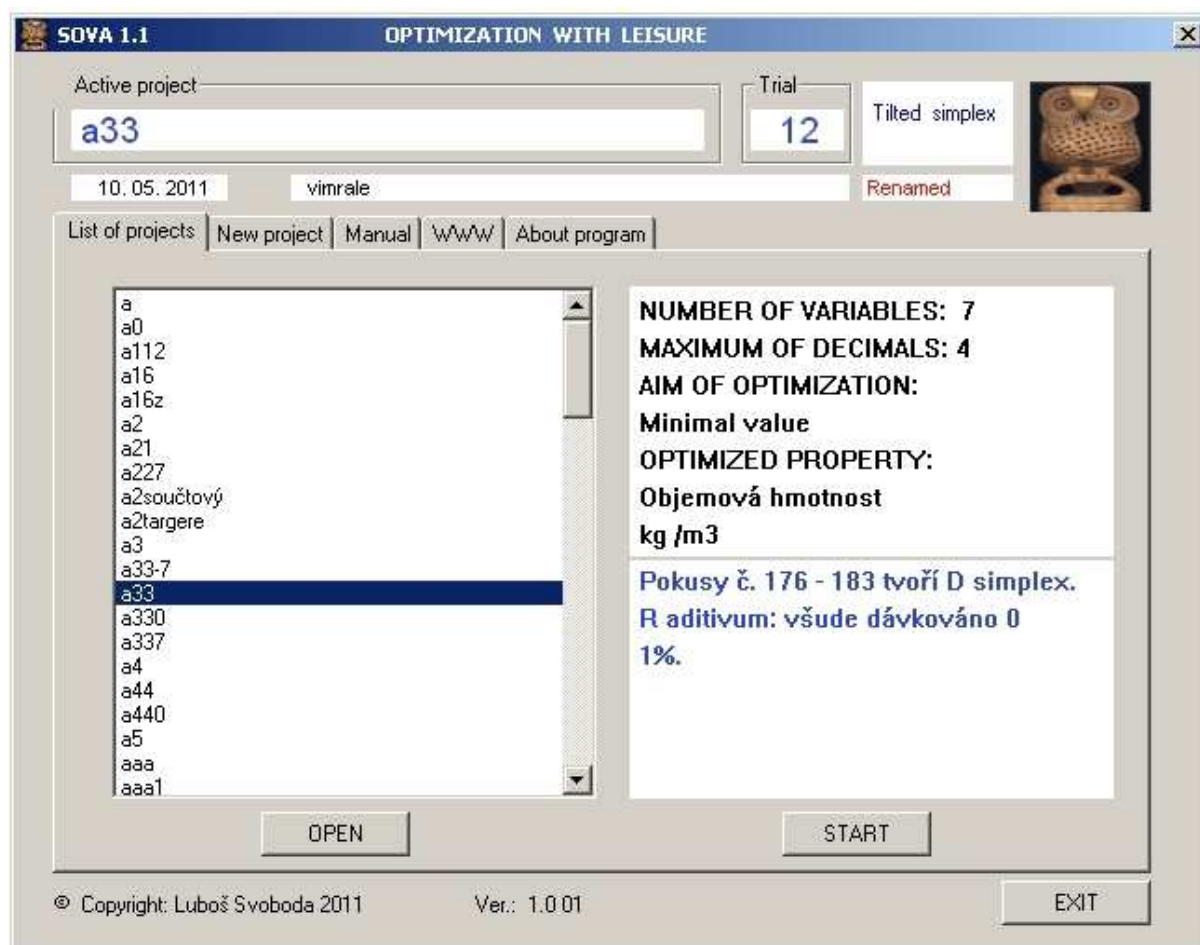 SOVA 1.1 OPTIMIZATION WITH LEISURE
Active project
a33
Trial
12
Tilted simplex
10. 05. 2011
vimrale
Renamed
List of projects
New project
Manual
WWW
About program
a
a0
a112
a16
a16z
a2
a21
a227
a2součtový
a2targere
a3
a33-7
a33
a330
a337
a4
a44
a440
a5
aaa
aaa1
NUMBER OF VARIABLES: 7
MAXIMUM OF DECIMALS: 4
AIM OF OPTIMIZATION:
Minimal value
OPTIMIZED PROPERTY:
Objemová hmotnost
kg /m3
Pokusy č. 176 - 183 tvoří D simplex.
R aditivum: všude dávkováno 0
1%.
OPEN
START
© Copyright: Luboš Svoboda 2011
Ver.: 1.0 01
EXIT